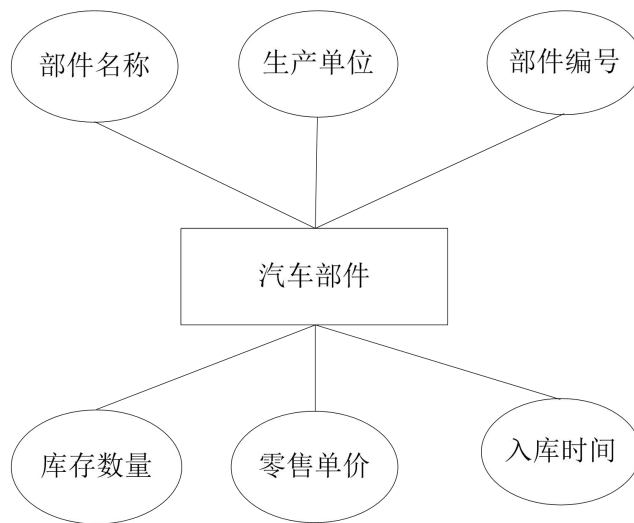 部件名称
生产单位
部件编号
汽车部件
库存数量
零售单价
入库时间